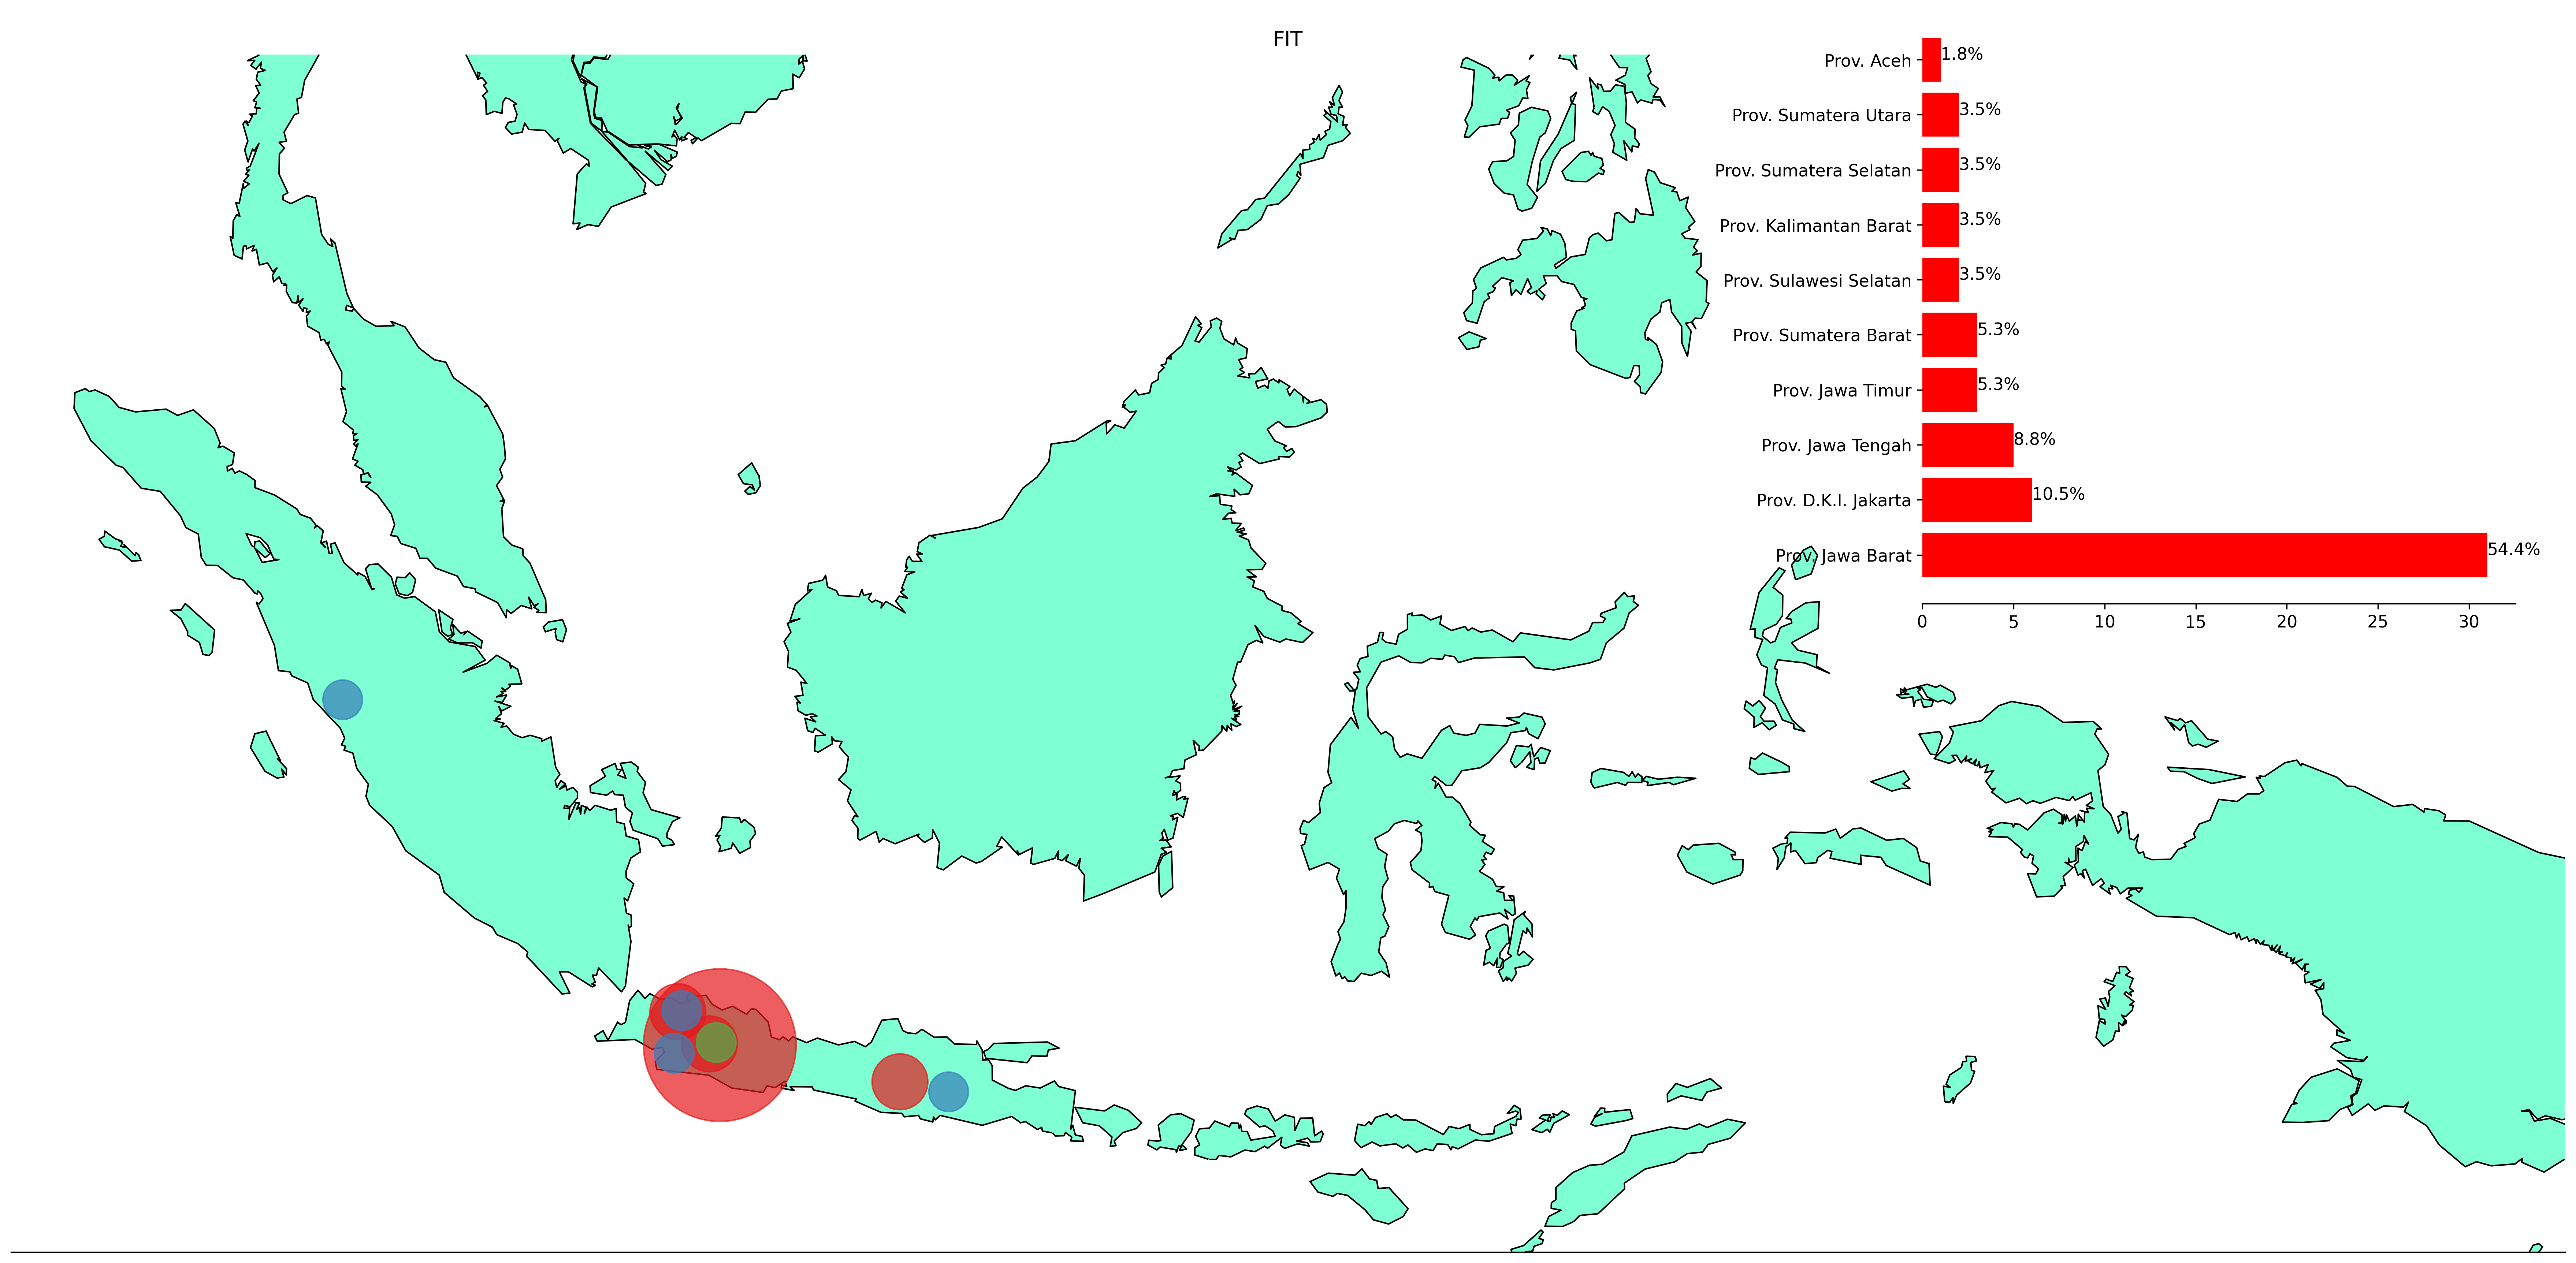 FIT
Prov. Aceh 1.8%
Prov. Sumatera Utara 3.5%
Prov. Sumatera Selatan 3.5%
Prov. Kalimantan Barat 3.5%
Prov. Sulawesi Selatan 3.5%
Prov. Sumatera Barat 5.3%
Prov. Jawa Timur 5.3%
Prov. Jawa Tengah 8.8%
Prov. D.K.I. Jakarta 10.5%
Prov. Jawa Barat 54.4%
0 5 10 15 20 25 30